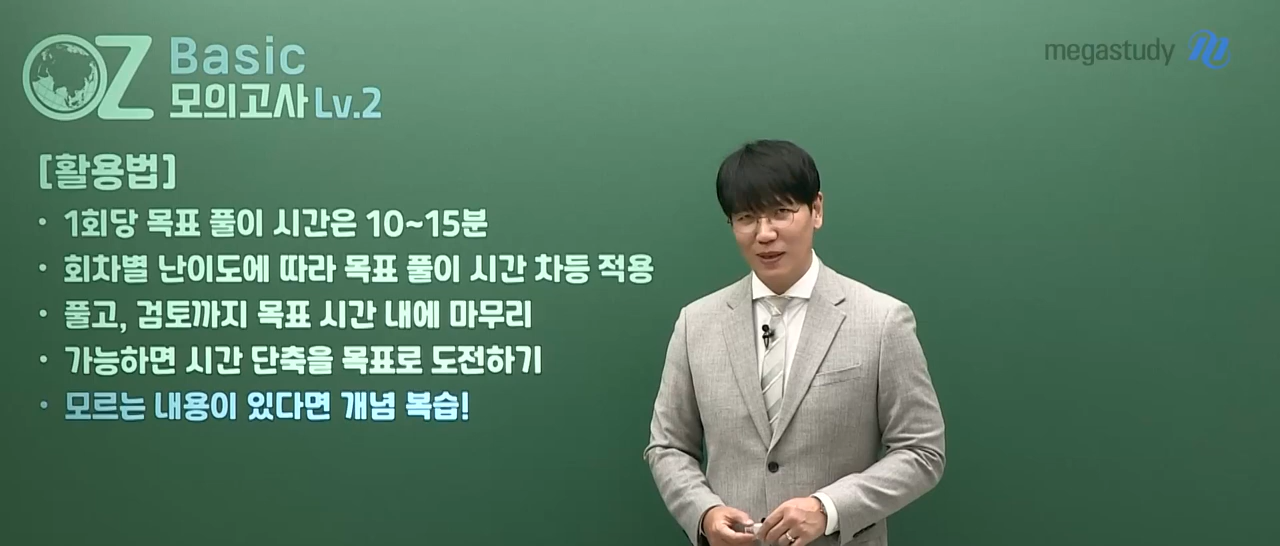 OZ Basic
모의고사 Lv.2
megastudy
[활용법]
• 1회당 목표 풀이 시간은 10~15분
• 회차별 난이도에 따라 목표 풀이 시간 차등 적용
• 풀고, 검토까지 목표 시간 내에 마무리
• 가능하면 시간 단축을 목표로 도전하기
• 모르는 내용이 있다면 개념 복습!